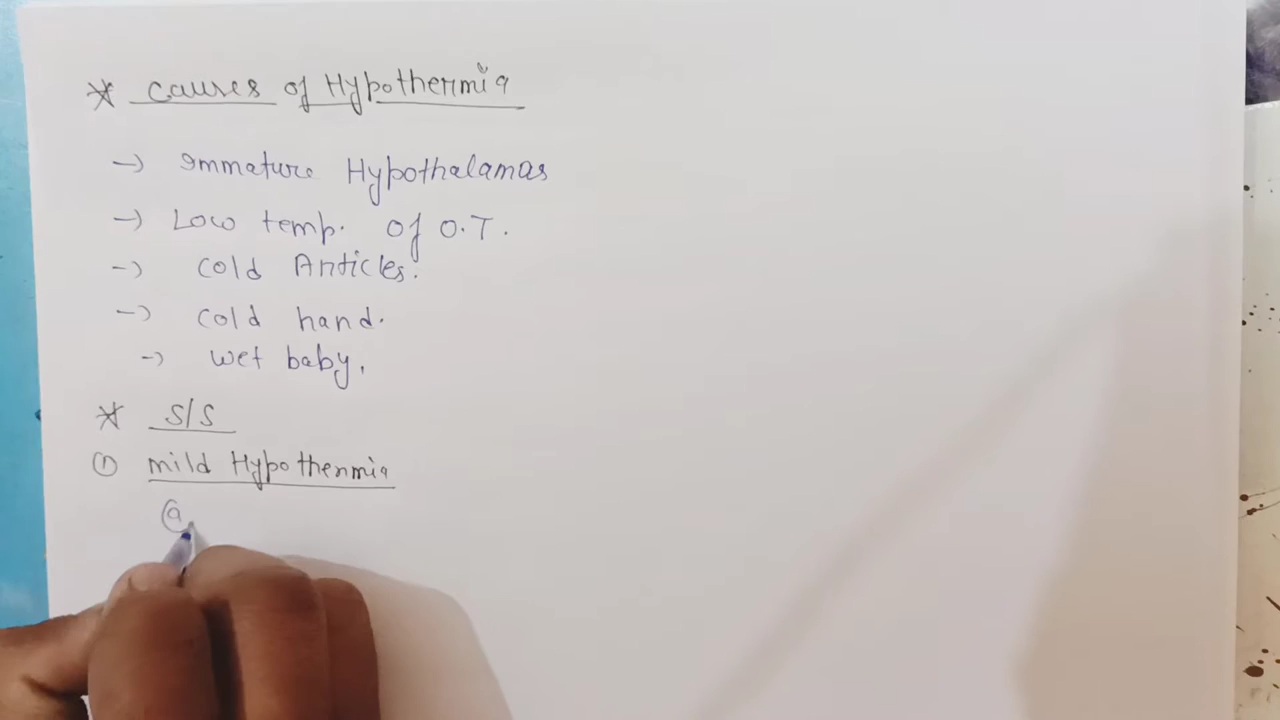 * Causes of Hypothermia
→ Immature Hypothalamas
→ Low temp. of O.T.
→ Cold Articles.
→ Cold hand.
→ Wet baby.
* S/S
① mild Hypothermia
ⓐ